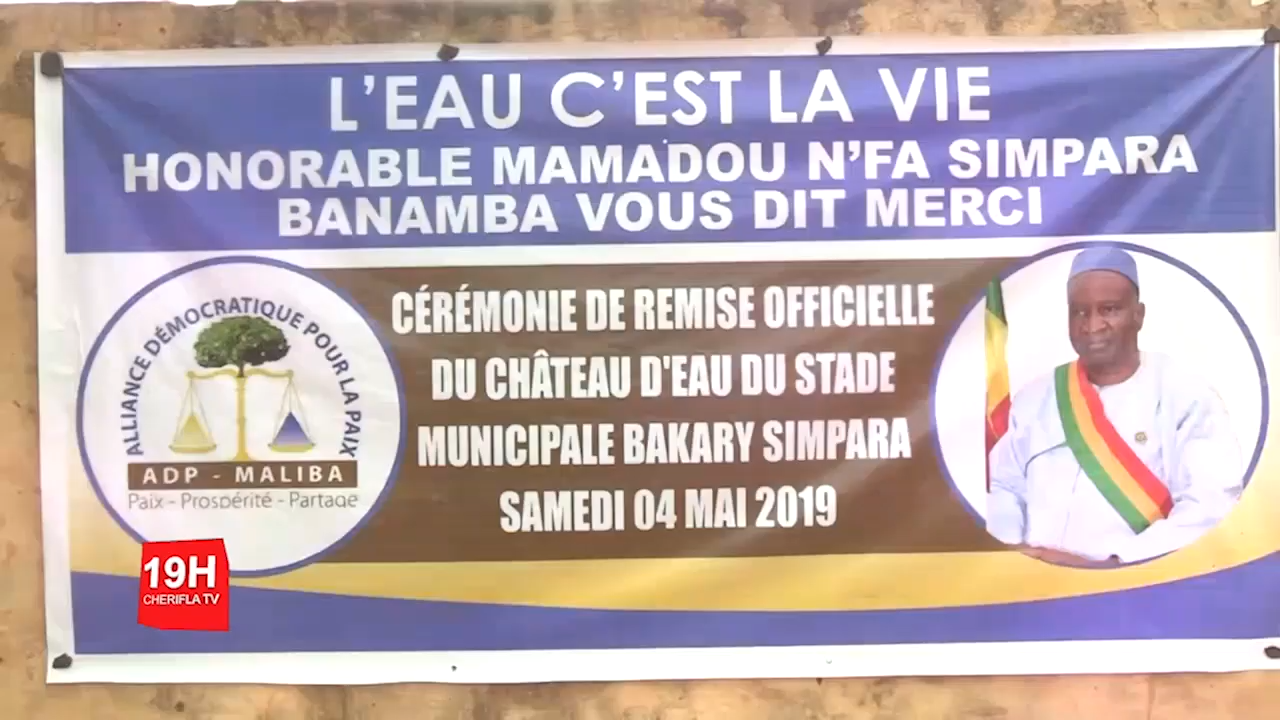 L'EAU C'EST LA VIE
HONORABLE MAMADOU N'FA SIMPARA
BANAMBA VOUS DIT MERCI
ALLIANCE DÉMOCRATIQUE POUR LA PAIX
ADP - MALIBA
Paix - Prospérité - Partage
CÉRÉMONIE DE REMISE OFFICIELLE
DU CHÂTEAU D'EAU DU STADE
MUNICIPALE BAKARY SIMPARA
SAMEDI 04 MAI 2019
19H
CHERIFLA TV